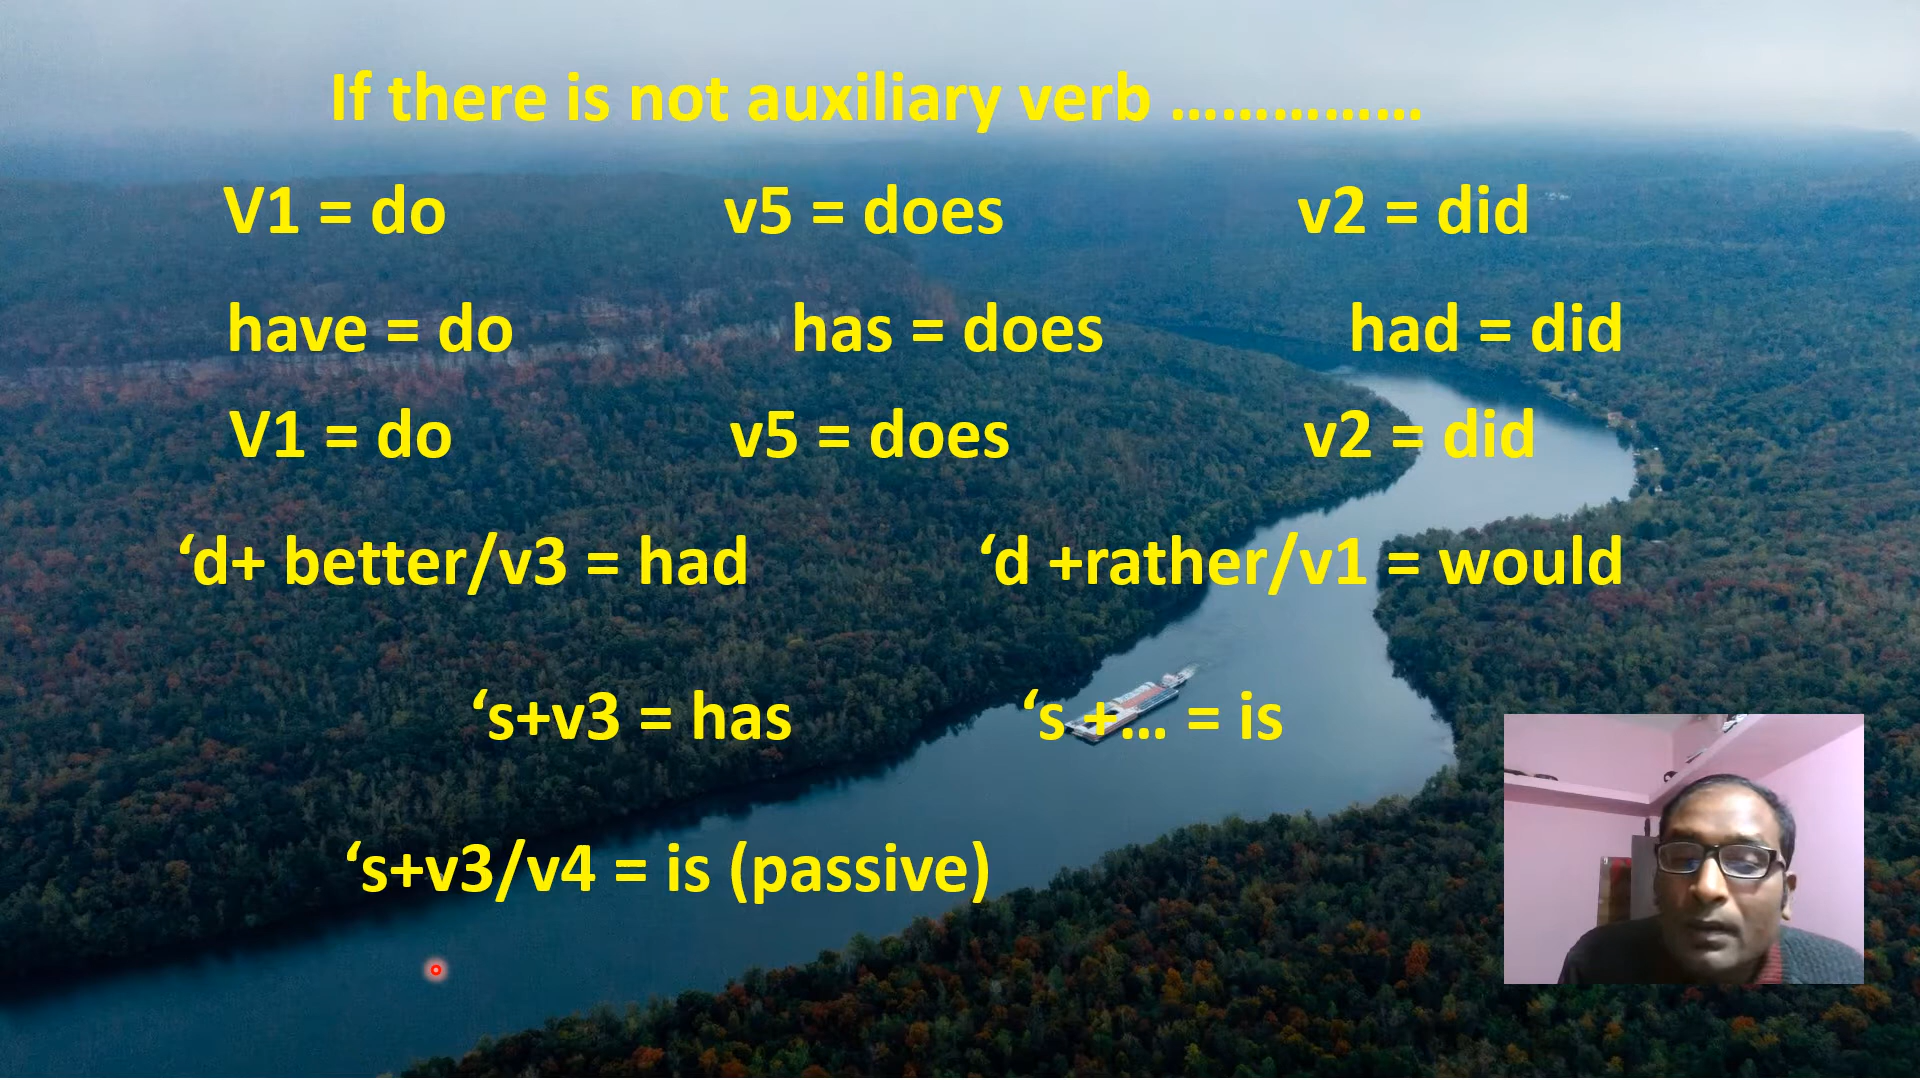 If there is not auxiliary verb ……………
V1 = do v5 = does v2 = did
have = do has = does had = did
V1 = do v5 = does v2 = did
‘d+ better/v3 = had ‘d +rather/v1 = would
‘s+v3 = has ‘s +… = is
‘s+v3/v4 = is (passive)